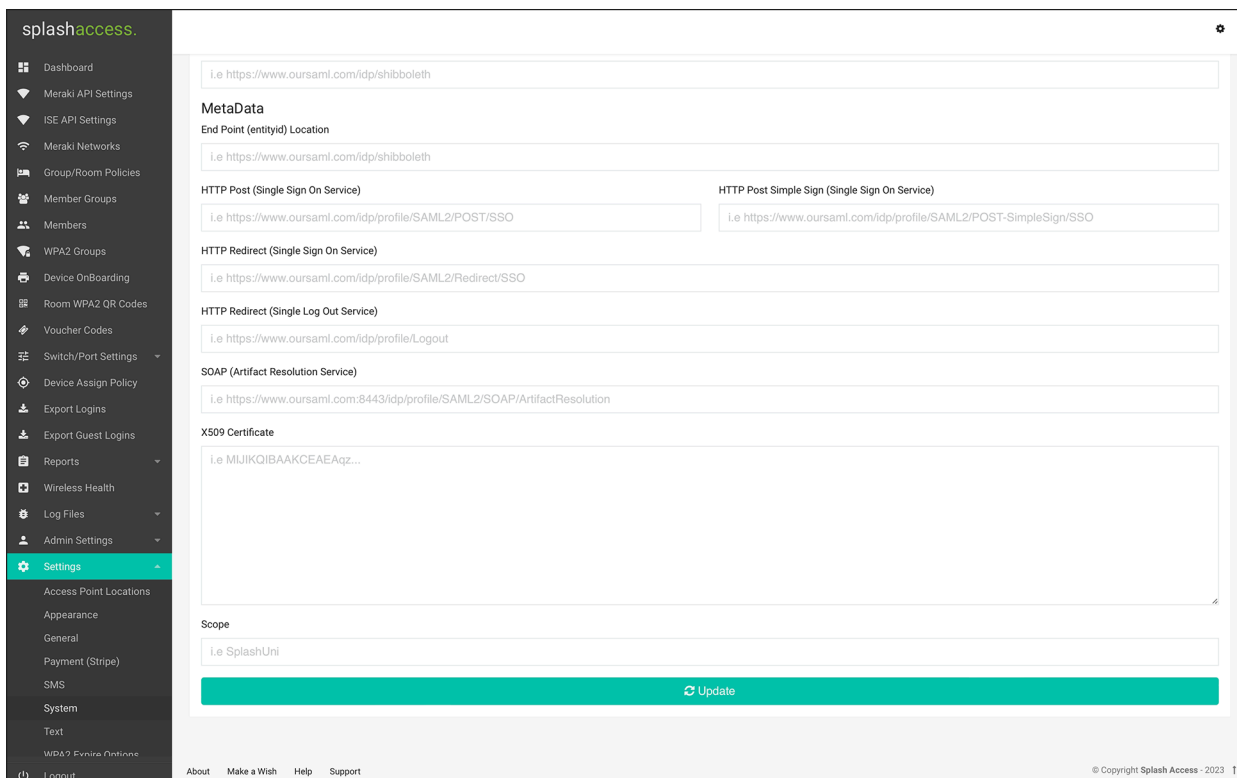 splashaccess.
Dashboard
Meraki API Settings
ISE API Settings
Meraki Networks
Group/Room Policies
Member Groups
Members
WPA2 Groups
Device OnBoarding
Room WPA2 QR Codes
Voucher Codes
Switch/Port Settings
Device Assign Policy
Export Logins
Export Guest Logins
Reports
Wireless Health
Log Files
Admin Settings
Settings
Access Point Locations
Appearance
General
Payment (Stripe)
SMS
System
Text
WPA2 Expire Options
Logout
i.e https://www.oursaml.com/idp/shibboleth
MetaData
End Point (entityid) Location
i.e https://www.oursaml.com/idp/shibboleth
HTTP Post (Single Sign On Service)
i.e https://www.oursaml.com/idp/profile/SAML2/POST/SSO
HTTP Post Simple Sign (Single Sign On Service)
i.e https://www.oursaml.com/idp/profile/SAML2/POST-SimpleSign/SSO
HTTP Redirect (Single Sign On Service)
i.e https://www.oursaml.com/idp/profile/SAML2/Redirect/SSO
HTTP Redirect (Single Log Out Service)
i.e https://www.oursaml.com/idp/profile/Logout
SOAP (Artifact Resolution Service)
i.e https://www.oursaml.com:8443/idp/profile/SAML2/SOAP/ArtifactResolution
X509 Certificate
i.e MIJIKQIBAAKCEAEAqz...
Scope
i.e SplashUni
Update
About Make a Wish Help Support
© Copyright Splash Access - 2023